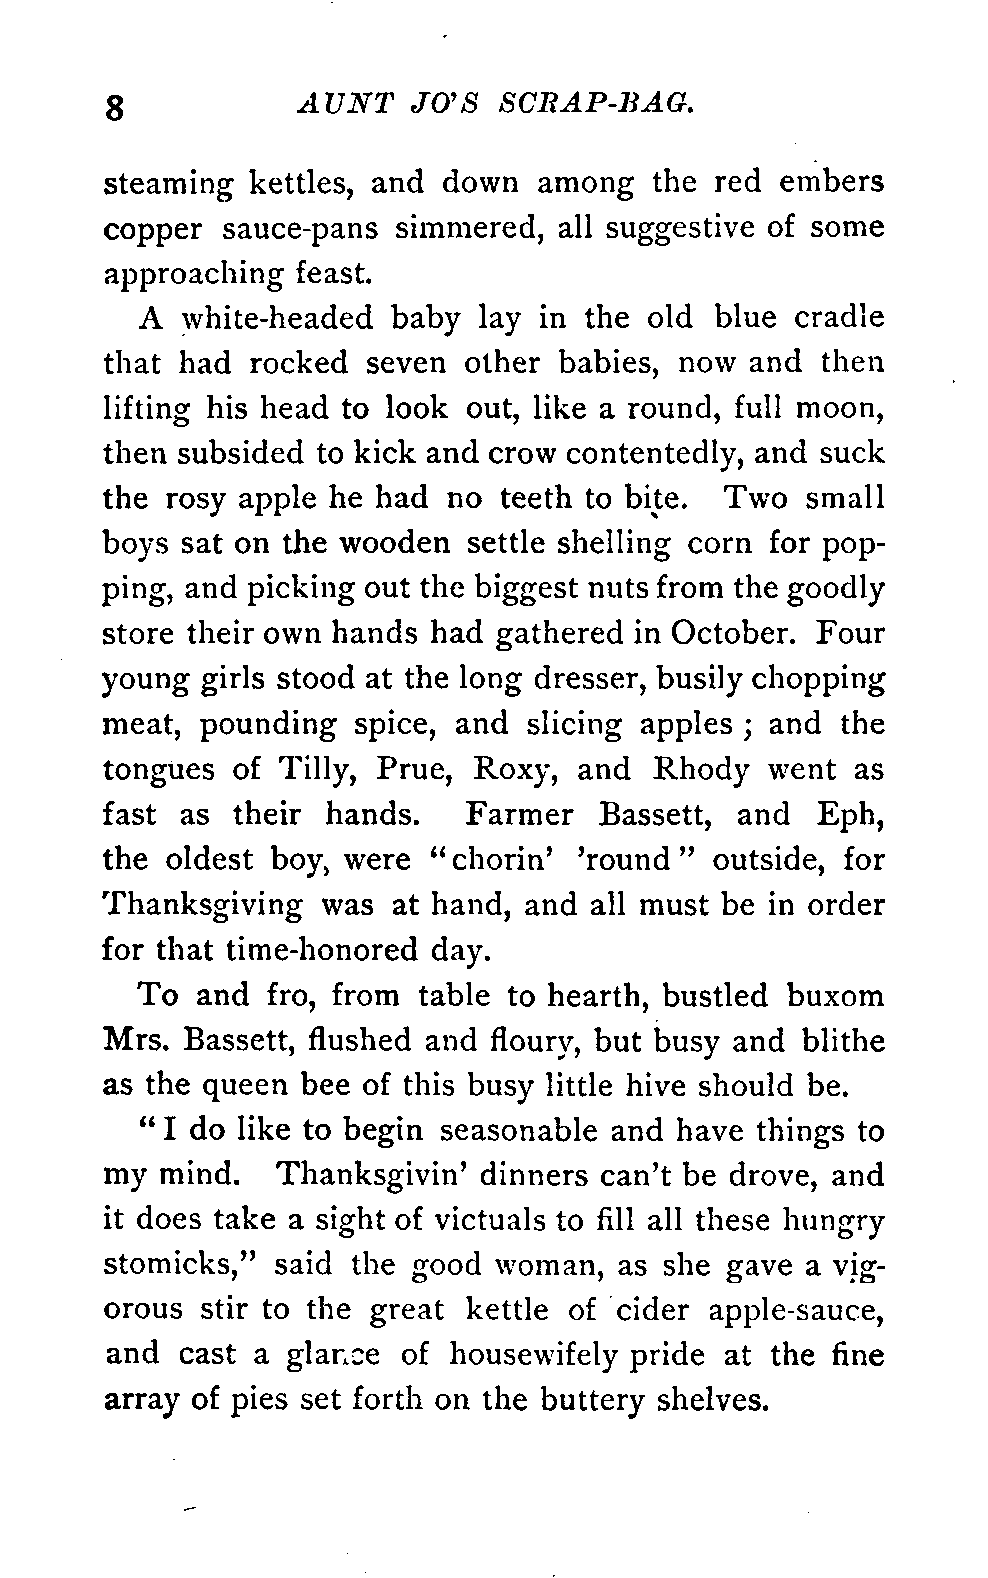 8 AUNT JO'S SCRAP-BAG.
steaming kettles, and down among the red embers
copper sauce-pans simmered, all suggestive of some
approaching feast.
A white-headed baby lay in the old blue cradle
that had rocked seven other babies, now and then
lifting his head to look out, like a round, full moon,
then subsided to kick and crow contentedly, and suck
the rosy apple he had no teeth to bite. Two small
boys sat on the wooden settle shelling corn for pop-
ping, and picking out the biggest nuts from the goodly
store their own hands had gathered in October. Four
young girls stood at the long dresser, busily chopping
meat, pounding spice, and slicing apples ; and the
tongues of Tilly, Prue, Roxy, and Rhody went as
fast as their hands. Farmer Bassett, and Eph,
the oldest boy, were "chorin' 'round" outside, for
Thanksgiving was at hand, and all must be in order
for that time-honored day.
To and fro, from table to hearth, bustled buxom
Mrs. Bassett, flushed and floury, but busy and blithe
as the queen bee of this busy little hive should be.
"I do like to begin seasonable and have things to
my mind. Thanksgivin' dinners can't be drove, and
it does take a sight of victuals to fill all these hungry
stomicks," said the good woman, as she gave a vig-
orous stir to the great kettle of cider apple-sauce,
and cast a glance of housewifely pride at the fine
array of pies set forth on the buttery shelves.